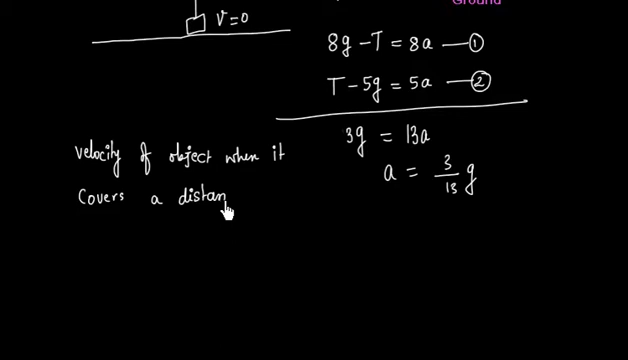 Ground
V=0
8g-T=8a —①
T-5g=5a —②
3g = 13a
a = 3/13 g
velocity of object when it
Covers a distan